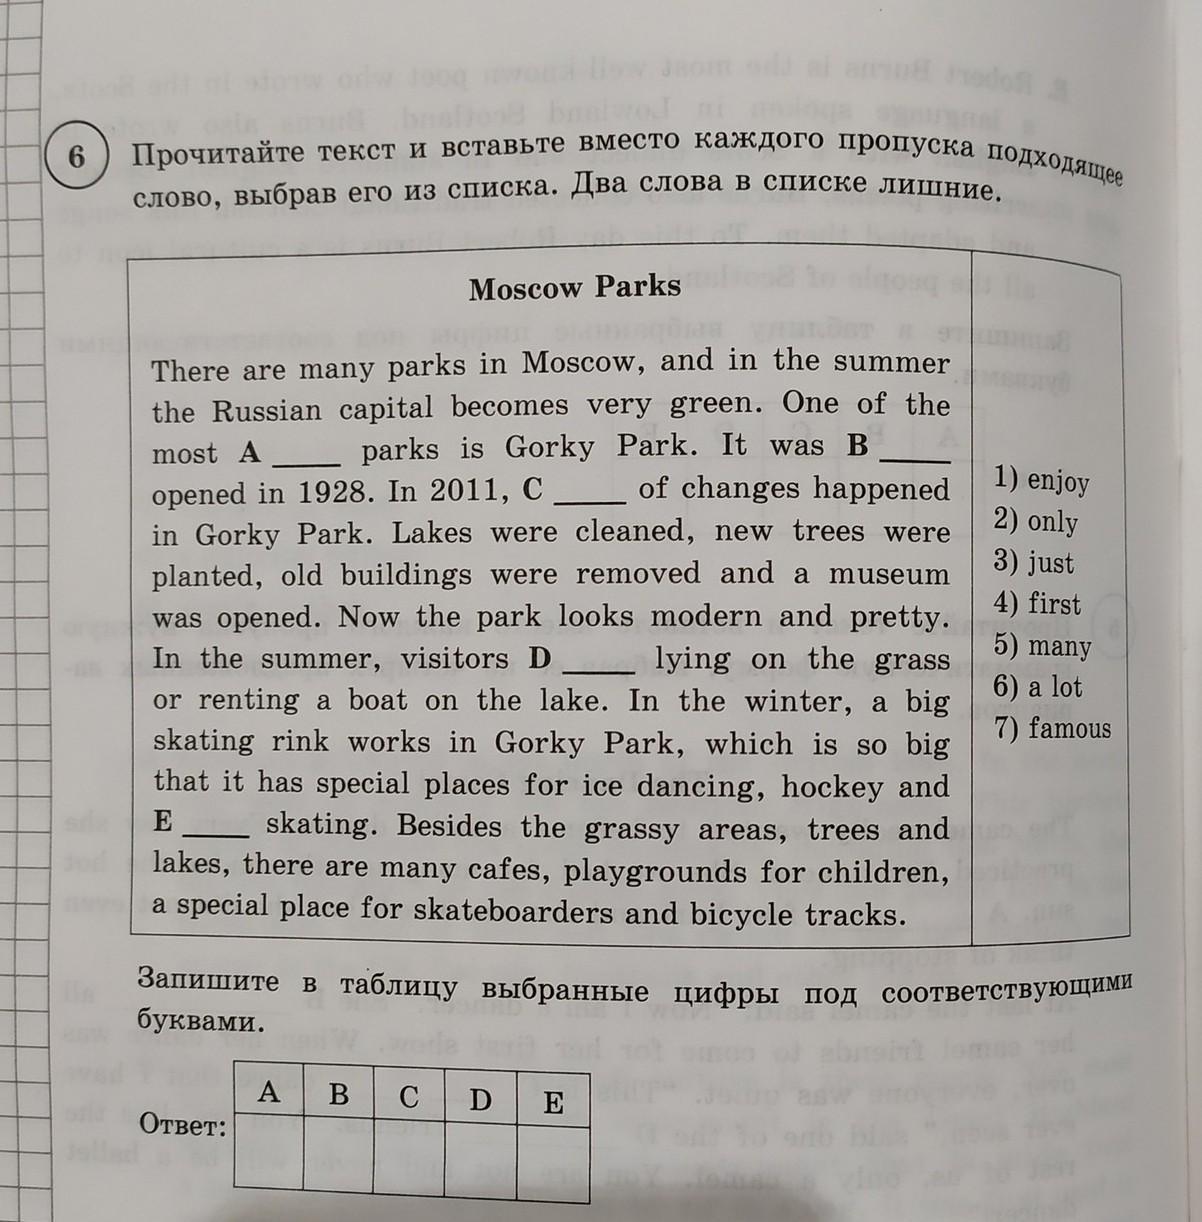 6 Прочитайте текст и вставьте вместо каждого пропуска подходящее
слово, выбрав его из списка. Два слова в списке лишние.
Moscow Parks
There are many parks in Moscow, and in the summer
the Russian capital becomes very green. One of the
most A ____ parks is Gorky Park. It was B ____
opened in 1928. In 2011, C ____ of changes happened
in Gorky Park. Lakes were cleaned, new trees were
planted, old buildings were removed and a museum
was opened. Now the park looks modern and pretty.
In the summer, visitors D ____ lying on the grass
or renting a boat on the lake. In the winter, a big
skating rink works in Gorky Park, which is so big
that it has special places for ice dancing, hockey and
E ____ skating. Besides the grassy areas, trees and
lakes, there are many cafes, playgrounds for children,
a special place for skateboarders and bicycle tracks.
1) enjoy
2) only
3) just
4) first
5) many
6) a lot
7) famous
Запишите в таблицу выбранные цифры под соответствующими
буквами.
A B C D E
Ответ: